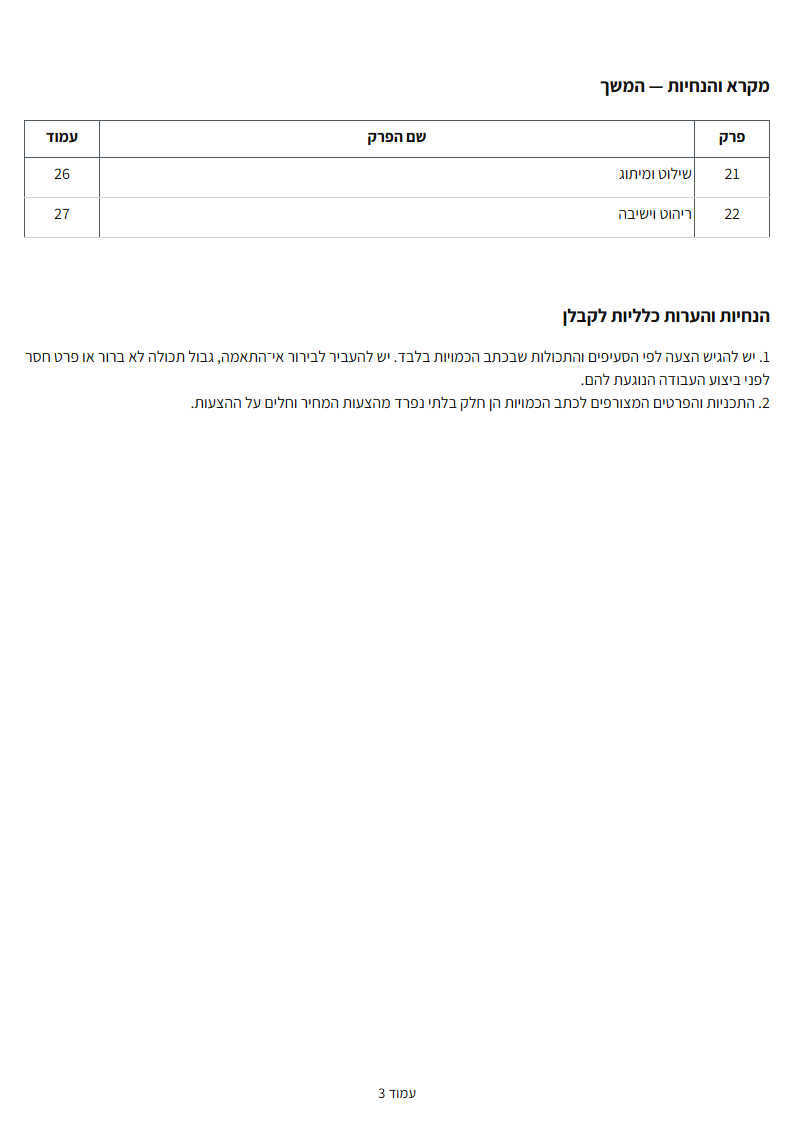 מקרא והנחיות — המשך
פרק שם הפרק עמוד
21 שילוט ומיתוג 26
22 ריהוט וישיבה 27
הנחיות והערות כלליות לקבלן
1. יש להגיש הצעה לפי הסעיפים והתכולות שבכתב הכמויות בלבד. יש להעביר לבירור אי־התאמה, גבול תכולה לא ברור או פרט חסר
לפני ביצוע העבודה הנוגעת להם.
2. התכניות והפרטים המצורפים לכתב הכמויות הן חלק בלתי נפרד מהצעות המחיר וחלים על ההצעות.
עמוד 3